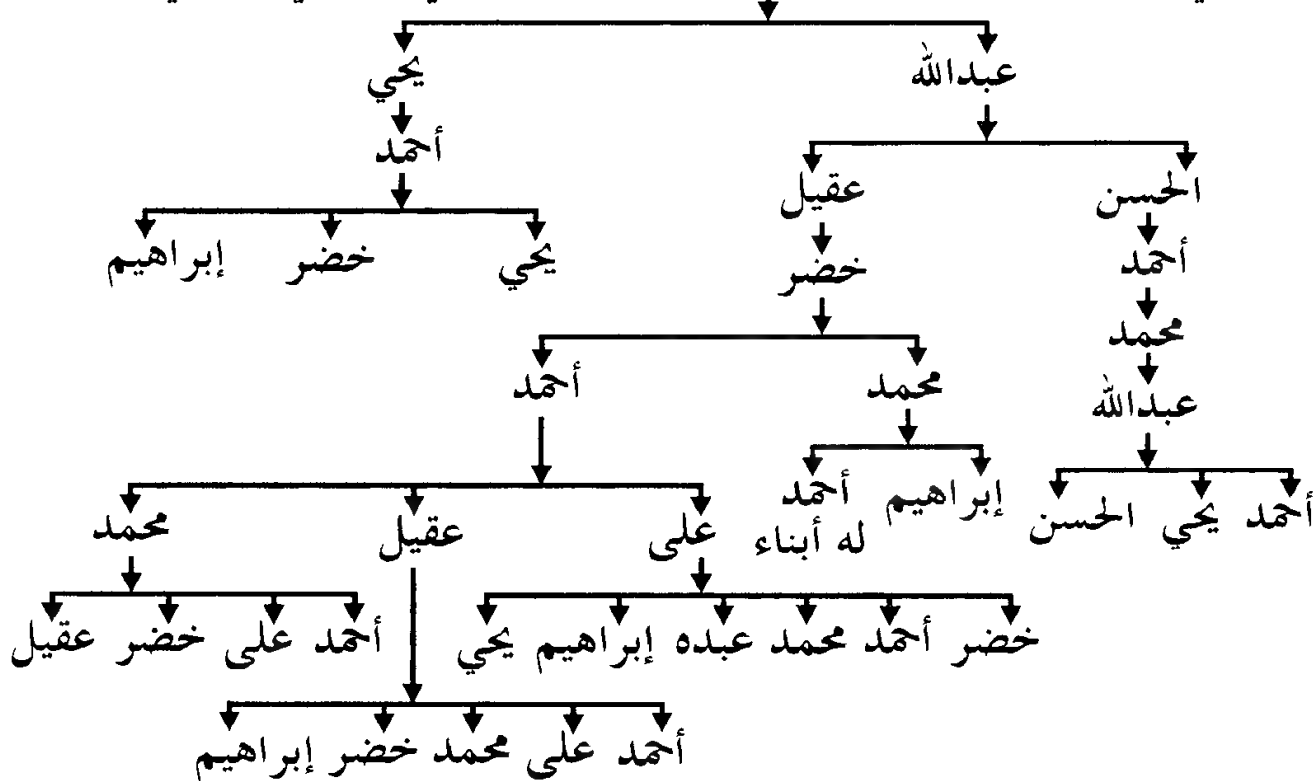 عبدالله يحي
أحمد
الحسن عقيل
يحي خضر إبراهيم
أحمد خضر
محمد
محمد أحمد
عبدالله
أحمد يحي الحسن إبراهيم أحمد
له أبناء
على عقيل محمد
خضر أحمد محمد عبده إبراهيم يحي أحمد على خضر عقيل
أحمد على محمد خضر إبراهيم